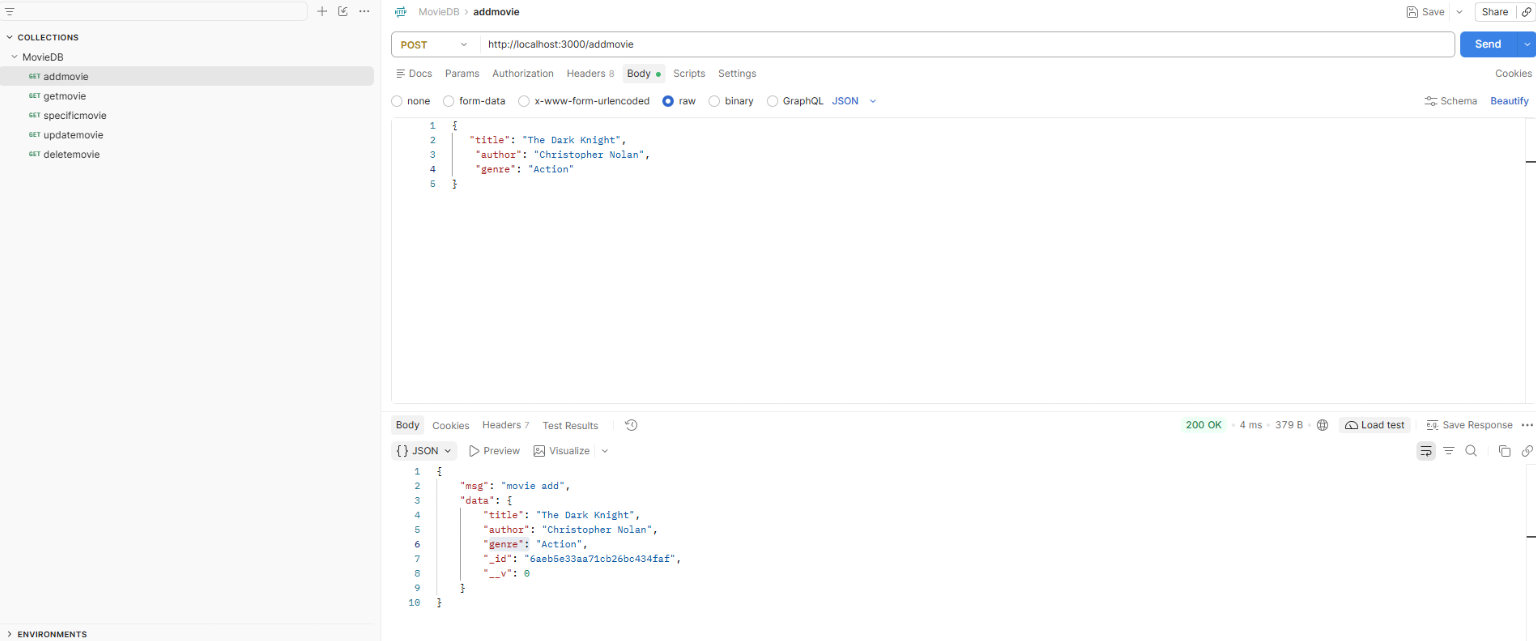 COLLECTIONS
MovieDB
GET addmovie
GET getmovie
GET specificmovie
GET updatemovie
GET deletemovie
ENVIRONMENTS
HTTP MovieDB > addmovie
Save
Share
POST http://localhost:3000/addmovie
Send
Docs Params Authorization Headers 8 Body Scripts Settings
Cookies
none form-data x-www-form-urlencoded raw binary GraphQL JSON
Schema Beautify
1 {
2 "title": "The Dark Knight",
3 "author": "Christopher Nolan",
4 "genre": "Action"
5 }
Body Cookies Headers 7 Test Results
200 OK • 4 ms • 379 B • Load test e.g. Save Response
{} JSON Preview Visualize
1 {
2 "msg": "movie add",
3 "data": {
4 "title": "The Dark Knight",
5 "author": "Christopher Nolan",
6 "genre": "Action",
7 "_id": "6aeb5e33aa71cb26bc434faf",
8 "__v": 0
9 }
10 }